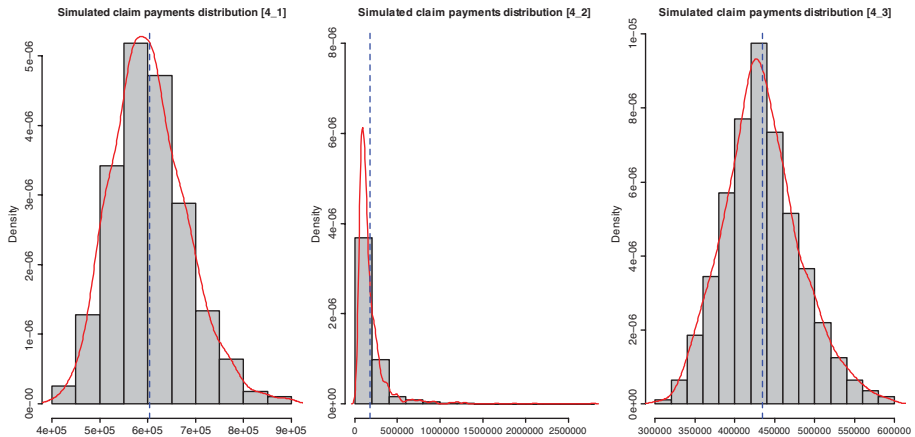 Simulated claim payments distribution [4_1]
Density
0e+00
1e-06
2e-06
3e-06
4e-06
5e-06
4e+05
5e+05
6e+05
7e+05
8e+05
9e+05
Simulated claim payments distribution [4_2]
Density
0e+00
2e-06
4e-06
6e-06
8e-06
0
500000
1000000
1500000
2500000
Simulated claim payments distribution [4_3]
Density
0e+00
2e-06
4e-06
6e-06
8e-06
1e-05
300000
350000
400000
450000
500000
550000
600000